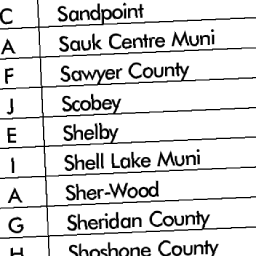 C Sandpoint
A Sauk Centre Muni
F Sawyer County
J Scobey
E Shelby
I Shell Lake Muni
A Sher-Wood
G Sheridan County
H Shoshone County